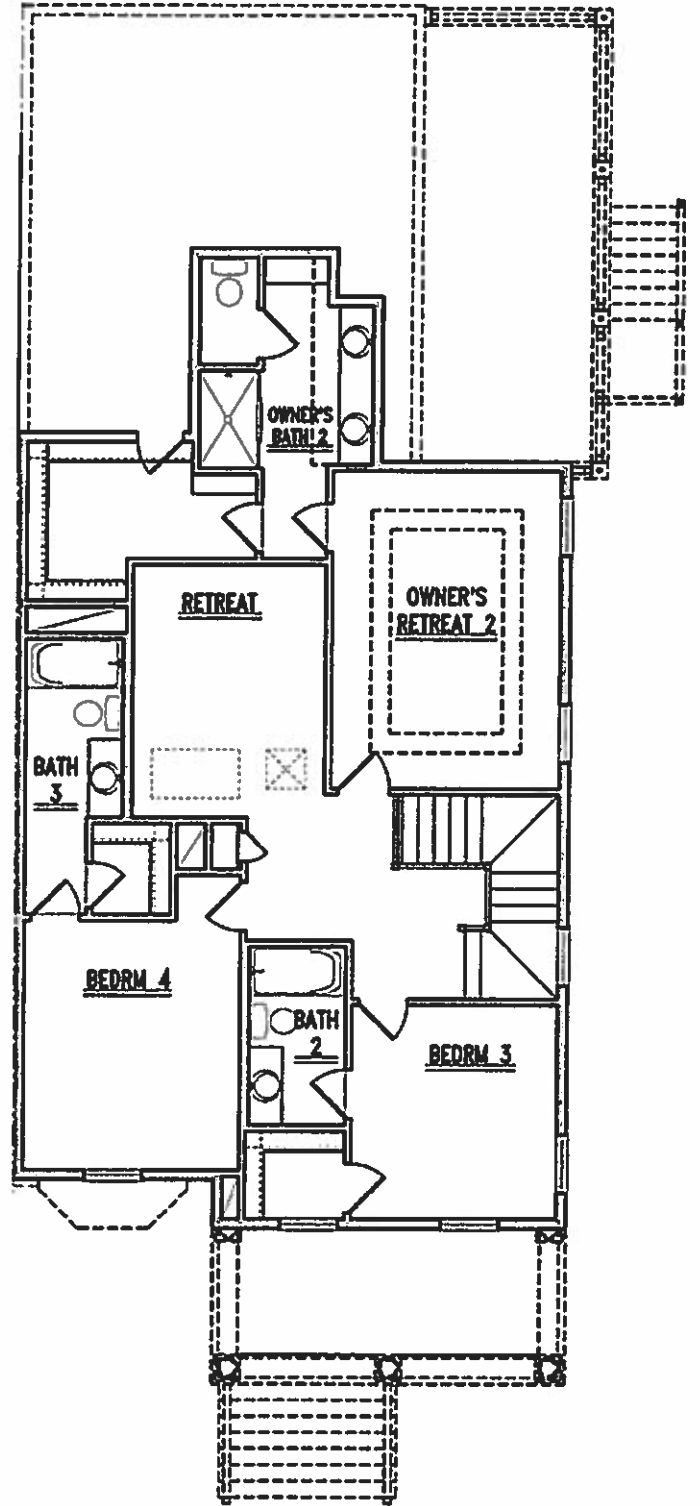 OWNER'S
BATH 2
RETREAT
OWNER'S
RETREAT 2
BATH
3
BEDRM 4
BATH
2
BEDRM 3